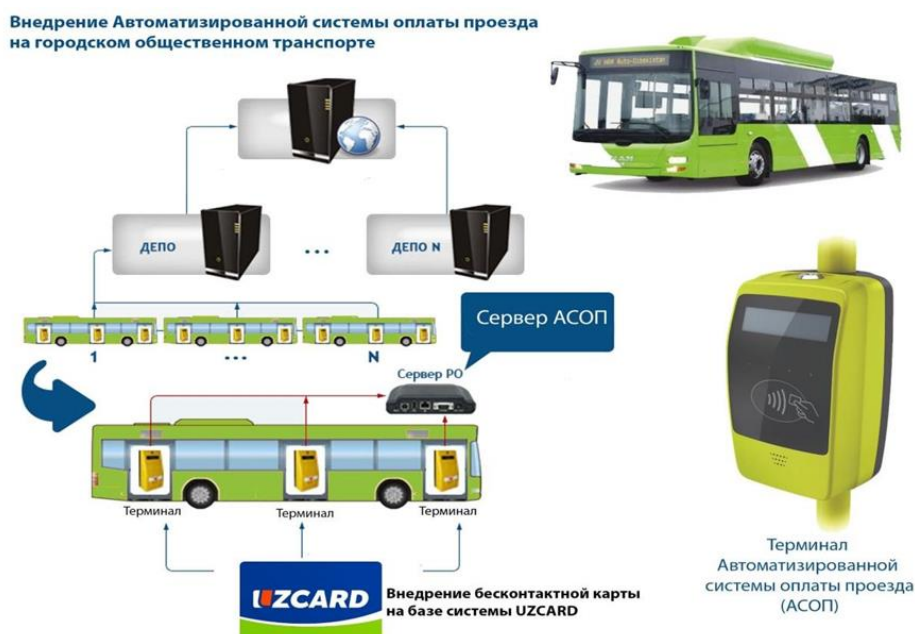 Внедрение Автоматизированной системы оплаты проезда
на городском общественном транспорте
ДЕПО
...
ДЕПО N
1
...
N
Сервер АСОП
Сервер РО
Терминал
Терминал
Терминал
UZCARD
Внедрение бесконтактной карты
на базе системы UZCARD
Терминал
Автоматизированной
системы оплаты проезда
(АСОП)